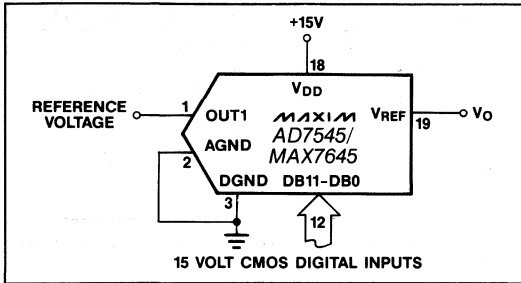 +15V
18
VDD
REFERENCE
VOLTAGE
1
OUT1
MAXIM
AD7545/
MAX7645
VREF
19
VO
AGND
2
DGND
DB11-DB0
3
12
15 VOLT CMOS DIGITAL INPUTS